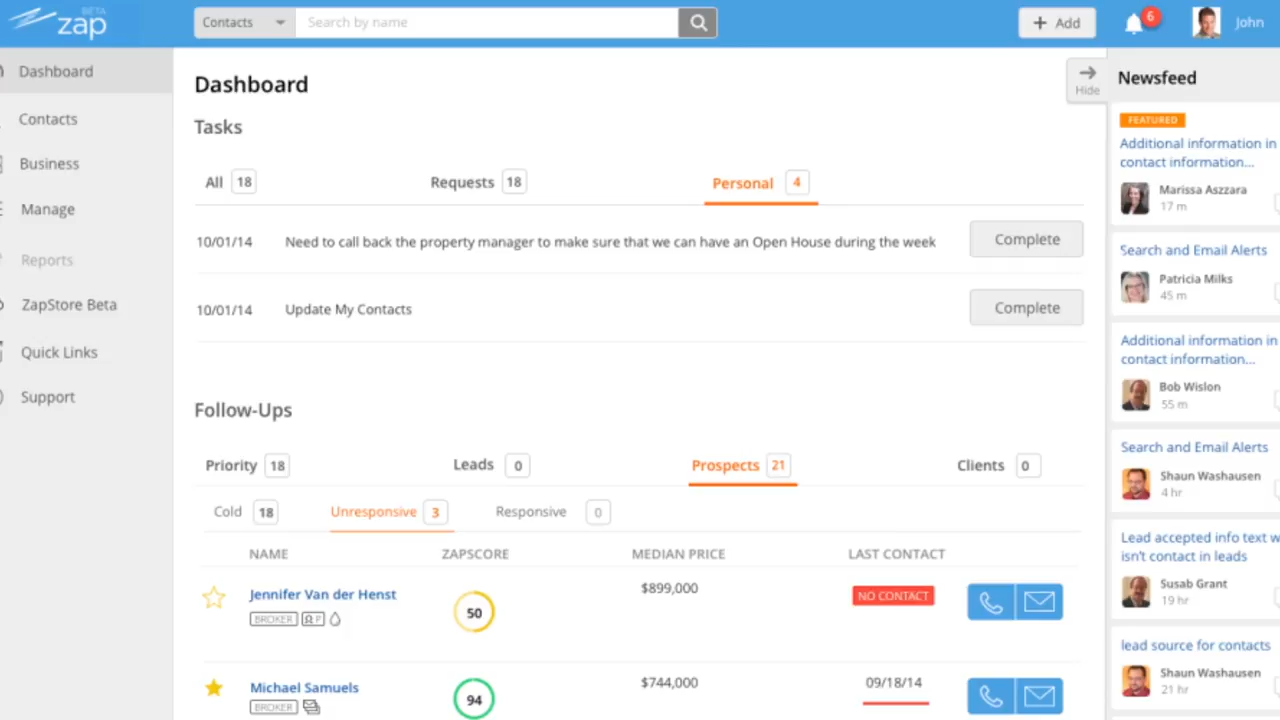 BETA
zap
Contacts
Search by name
+ Add
6
John
Dashboard
Contacts
Business
Manage
Reports
ZapStore Beta
Quick Links
Support
Dashboard
Hide
Tasks
All 18
Requests 18
Personal 4
10/01/14 Need to call back the property manager to make sure that we can have an Open House during the week Complete
10/01/14 Update My Contacts Complete
Follow-Ups
Priority 18
Leads 0
Prospects 21
Clients 0
Cold 18
Unresponsive 3
Responsive 0
NAME ZAPSCORE MEDIAN PRICE LAST CONTACT
Jennifer Van der Henst 50 $899,000 NO CONTACT
BROKER P
Michael Samuels 94 $744,000 09/18/14
BROKER
Newsfeed
FEATURED
Additional information in
contact information...
Marissa Aszzara
17 m
Search and Email Alerts
Patricia Milks
45 m
Additional information in
contact information...
Bob Wislon
55 m
Search and Email Alerts
Shaun Washausen
4 hr
Lead accepted info text w
isn't contact in leads
Susab Grant
19 hr
lead source for contacts
Shaun Washausen
21 hr